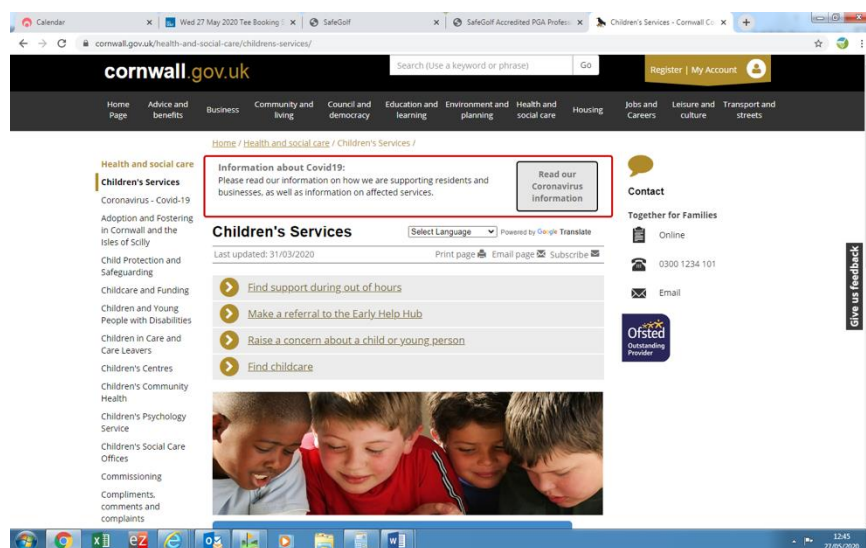 Calendar
Wed 27 May 2020 Tee Booking S
SafeGolf
SafeGolf Accredited PGA Profess
Children's Services - Cornwall Co
cornwall.gov.uk/health-and-social-care/childrens-services/
cornwall.gov.uk
Search (Use a keyword or phrase)
Go
Register | My Account
Home Page
Advice and benefits
Business
Community and living
Council and democracy
Education and learning
Environment and planning
Health and social care
Housing
Jobs and Careers
Leisure and culture
Transport and streets
Home / Health and social care / Children's Services /
Health and social care
Children's Services
Coronavirus - Covid-19
Adoption and Fostering
in Cornwall and the
Isles of Scilly
Child Protection and
Safeguarding
Childcare and Funding
Children and Young
People with Disabilities
Children in Care and
Care Leavers
Children's Centres
Children's Community
Health
Children's Psychology
Service
Children's Social Care
Offices
Commissioning
Compliments,
comments and
complaints
Information about Covid19:
Please read our information on how we are supporting residents and
businesses, as well as information on affected services.
Read our
Coronavirus
information
Children's Services
Select Language
Powered by Google Translate
Last updated: 31/03/2020
Print page
Email page
Subscribe
Find support during out of hours
Make a referral to the Early Help Hub
Raise a concern about a child or young person
Find childcare
Contact
Together for Families
Online
0300 1234 101
Email
Ofsted
Outstanding
Provider
Give us feedback
12:45
27/05/2020